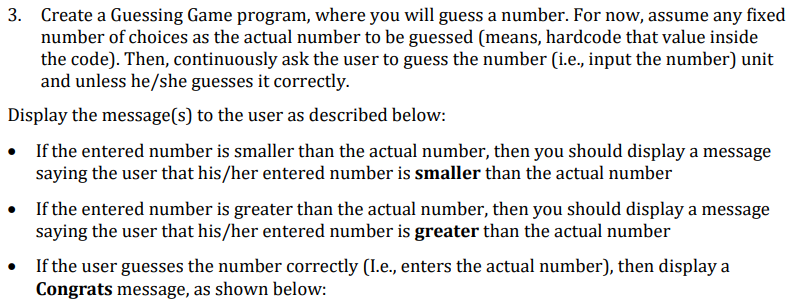 3. Create a Guessing Game program, where you will guess a number. For now, assume any fixed
number of choices as the actual number to be guessed (means, hardcode that value inside
the code). Then, continuously ask the user to guess the number (i.e., input the number) unit
and unless he/she guesses it correctly.
Display the message(s) to the user as described below:
• If the entered number is smaller than the actual number, then you should display a message
saying the user that his/her entered number is smaller than the actual number
• If the entered number is greater than the actual number, then you should display a message
saying the user that his/her entered number is greater than the actual number
• If the user guesses the number correctly (I.e., enters the actual number), then display a
Congrats message, as shown below: